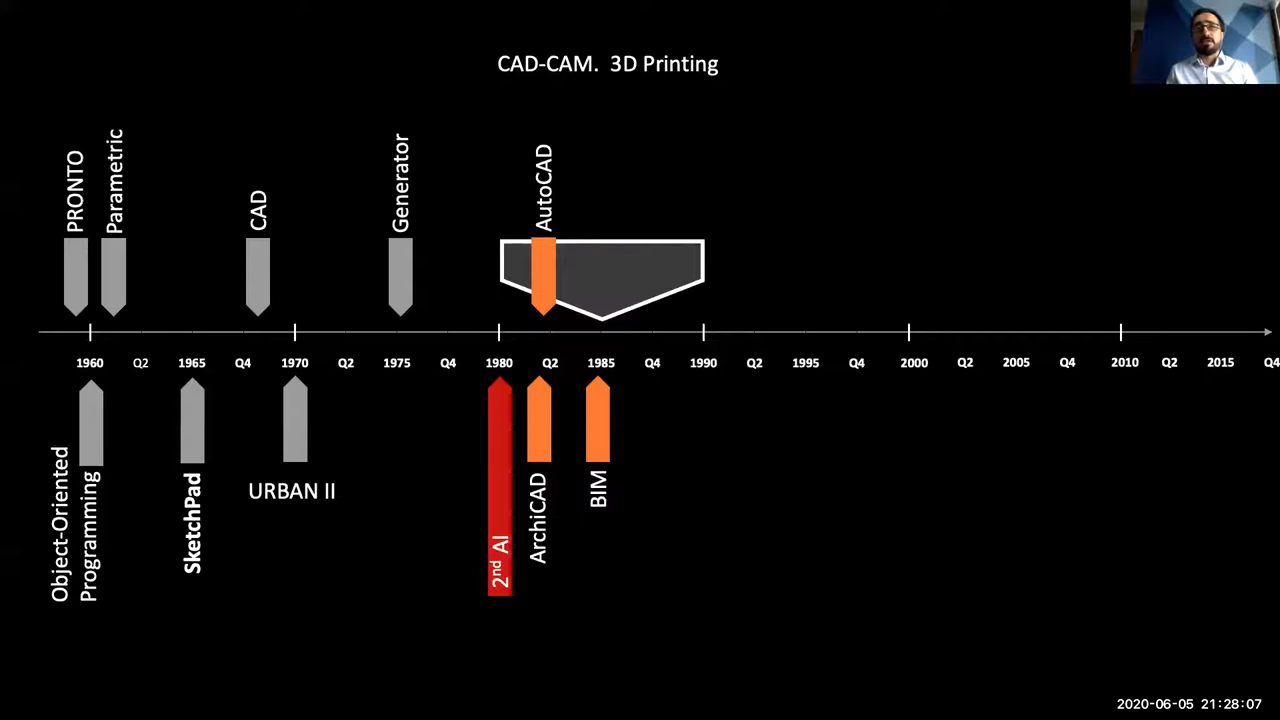 CAD-CAM.  3D Printing
PRONTO
Parametric
CAD
Generator
AutoCAD
1960 Q2 1965 Q4 1970 Q2 1975 Q4 1980 Q2 1985 Q4 1990 Q2 1995 Q4 2000 Q2 2005 Q4 2010 Q2 2015 Q4
Object-Oriented
Programming
SketchPad
URBAN II
2nd AI
ArchiCAD
BIM
2020-06-05 21:28:07